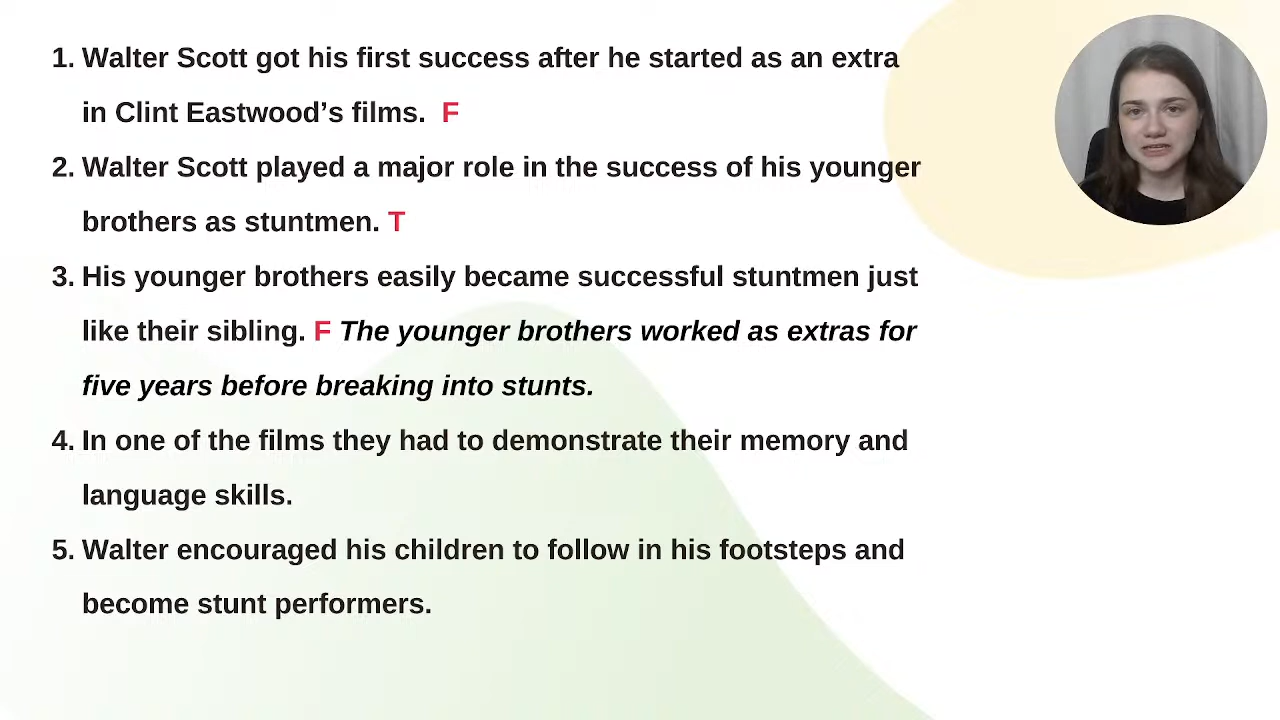 1. Walter Scott got his first success after he started as an extra
in Clint Eastwood’s films. F
2. Walter Scott played a major role in the success of his younger
brothers as stuntmen. T
3. His younger brothers easily became successful stuntmen just
like their sibling. F The younger brothers worked as extras for
five years before breaking into stunts.
4. In one of the films they had to demonstrate their memory and
language skills.
5. Walter encouraged his children to follow in his footsteps and
become stunt performers.